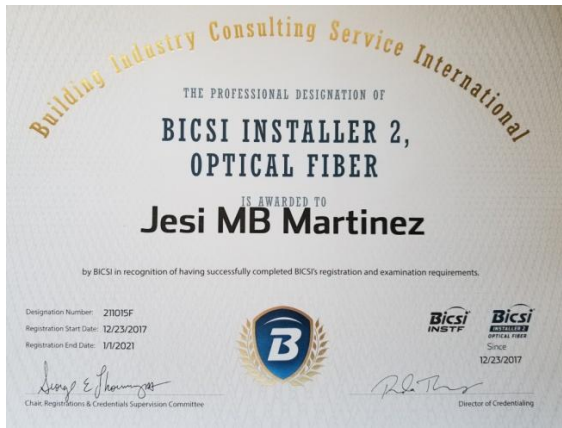 Building Industry Consulting Service International
THE PROFESSIONAL DESIGNATION OF
BICSI INSTALLER 2,
OPTICAL FIBER
IS AWARDED TO
Jesi MB Martinez
by BICSI in recognition of having successfully completed BICSI's registration and examination requirements.
Designation Number: 211015F
Registration Start Date: 12/23/2017
Registration End Date: 1/1/2021
B
Bicsi
INSTF
Bicsi
INSTALLER 2
OPTICAL FIBER
Since
12/23/2017
Chair, Registrations & Credentials Supervision Committee
Director of Credentialing